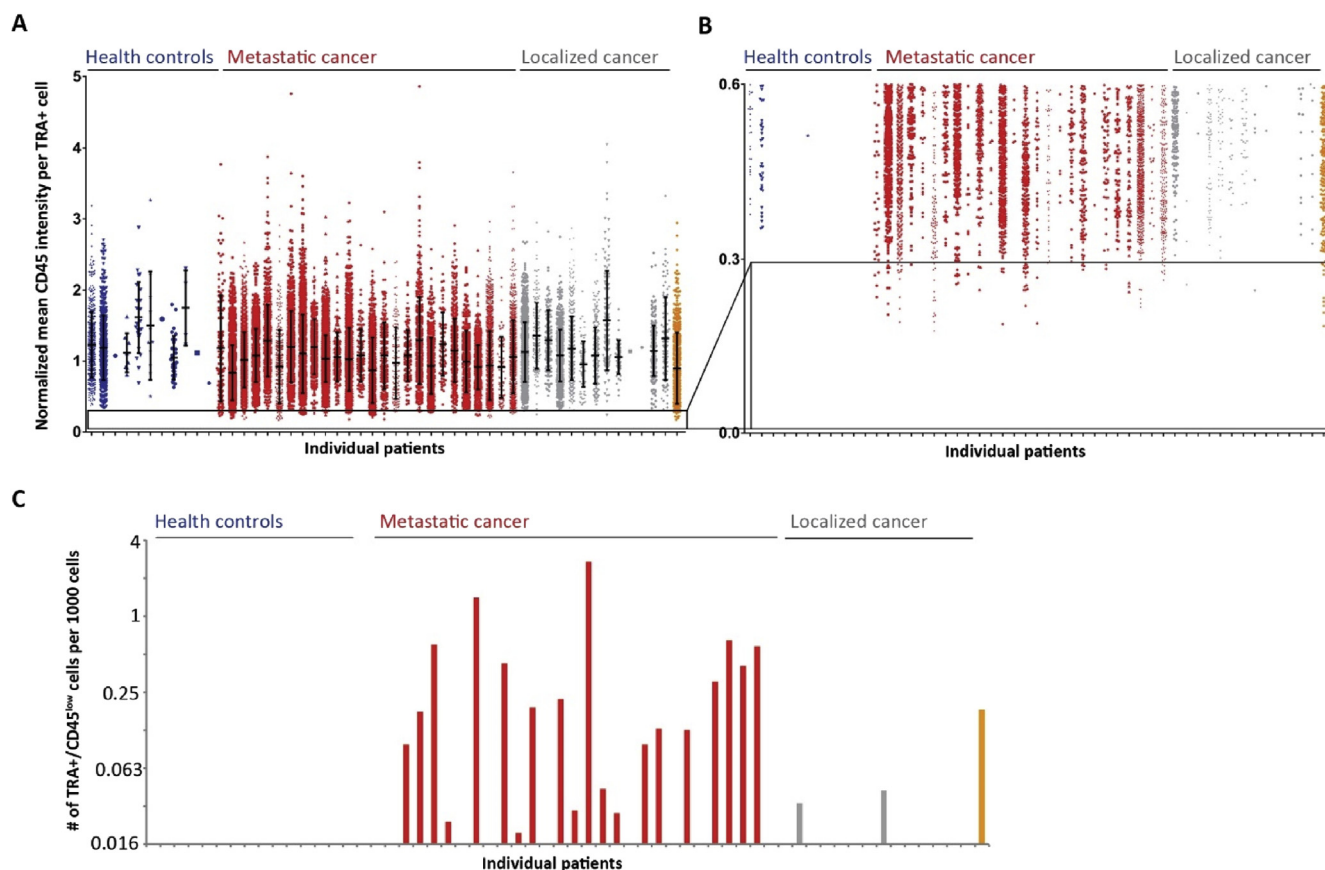 A
Health controls Metastatic cancer Localized cancer
Normalized mean CD45 intensity per TRA+ cell
5
4
3
2
1
0
Individual patients
B
Health controls Metastatic cancer Localized cancer
0.6
0.3
0.0
Individual patients
C
Health controls Metastatic cancer Localized cancer
# of TRA+/CD45low cells per 1000 cells
4
1
0.25
0.063
0.016
Individual patients